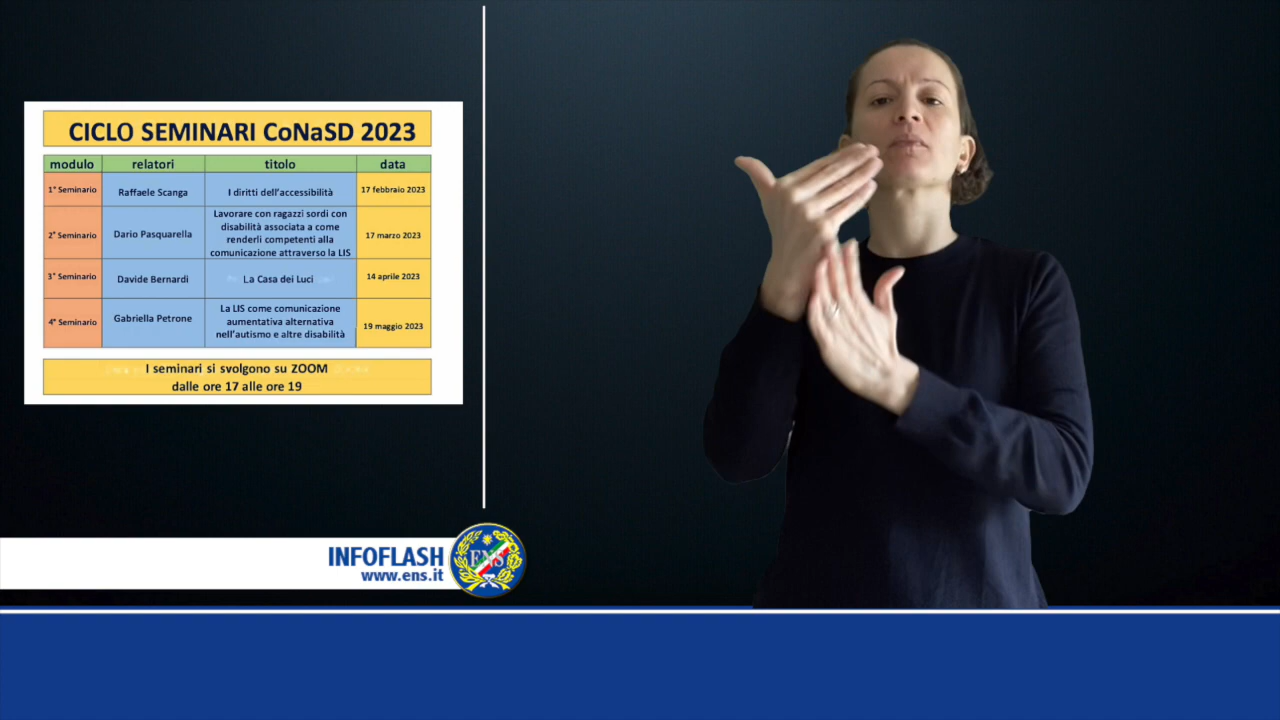 CICLO SEMINARI CoNaSD 2023
modulo relatori titolo data
1° Seminario Raffaele Scanga I diritti dell'accessibilità 17 febbraio 2023
2° Seminario Dario Pasquarella Lavorare con ragazzi sordi con
disabilità associata a come
renderli competenti alla
comunicazione attraverso la LIS 17 marzo 2023
3° Seminario Davide Bernardi La Casa dei Luci 14 aprile 2023
4° Seminario Gabriella Petrone La LIS come comunicazione
aumentativa alternativa
nell'autismo e altre disabilità 19 maggio 2023
I seminari si svolgono su ZOOM
dalle ore 17 alle ore 19
INFOFLASH
www.ens.it
ENS